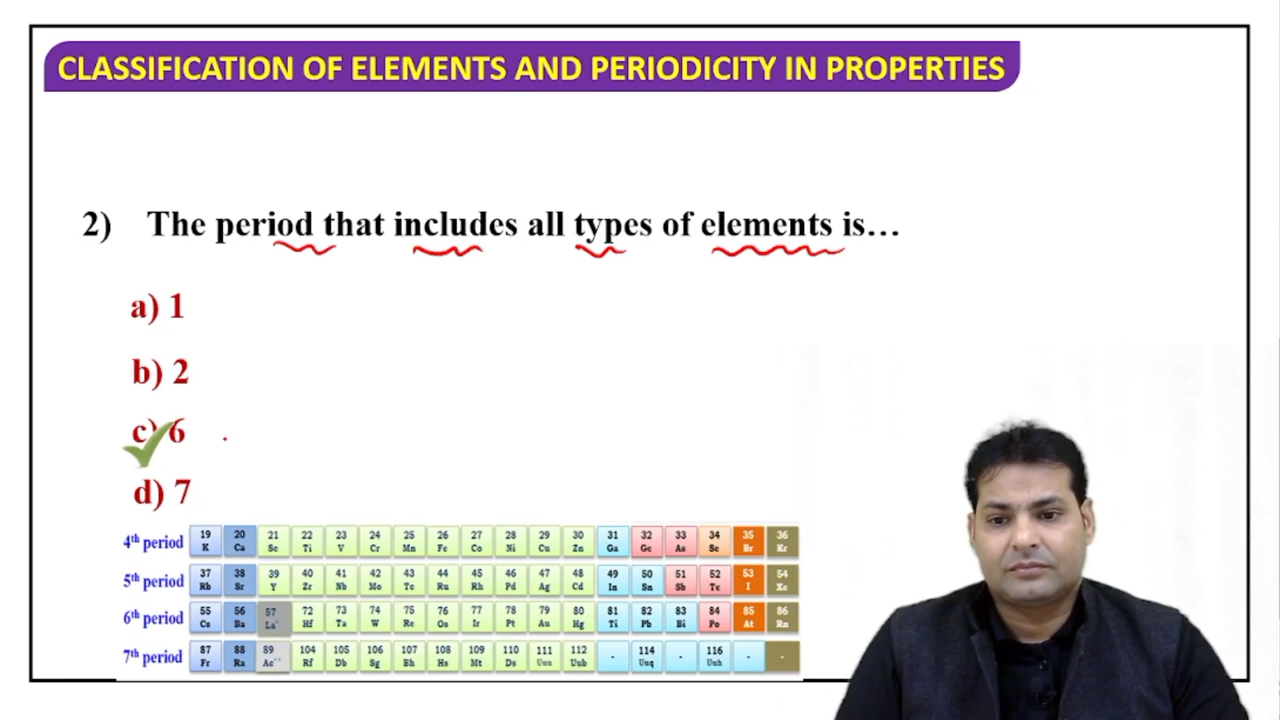 CLASSIFICATION OF ELEMENTS AND PERIODICITY IN PROPERTIES
2) The period that includes all types of elements is...
a) 1
b) 2
c) 6
d) 7
4th period 19 K 20 Ca 21 Sc 22 Ti 23 V 24 Cr 25 Mn 26 Fe 27 Co 28 Ni 29 Cu 30 Zn 31 Ga 32 Ge 33 As 34 Se 35 Br 36 Kr
5th period 37 Rb 38 Sr 39 Y 40 Zr 41 Nb 42 Mo 43 Tc 44 Ru 45 Rh 46 Pd 47 Ag 48 Cd 49 In 50 Sn 51 Sb 52 Te 53 I 54 Xe
6th period 55 Cs 56 Ba 57 La* 72 Hf 73 Ta 74 W 75 Re 76 Os 77 Ir 78 Pt 79 Au 80 Hg 81 Ti 82 Pb 83 Bi 84 Po 85 At 86 Rn
7th period 87 Fr 88 Ra 89 Ac** 104 Rf 105 Db 106 Sg 107 Bh 108 Hs 109 Mt 110 Ds 111 Uuu 112 Uub - 114 Uuq - 116 Uuh - -